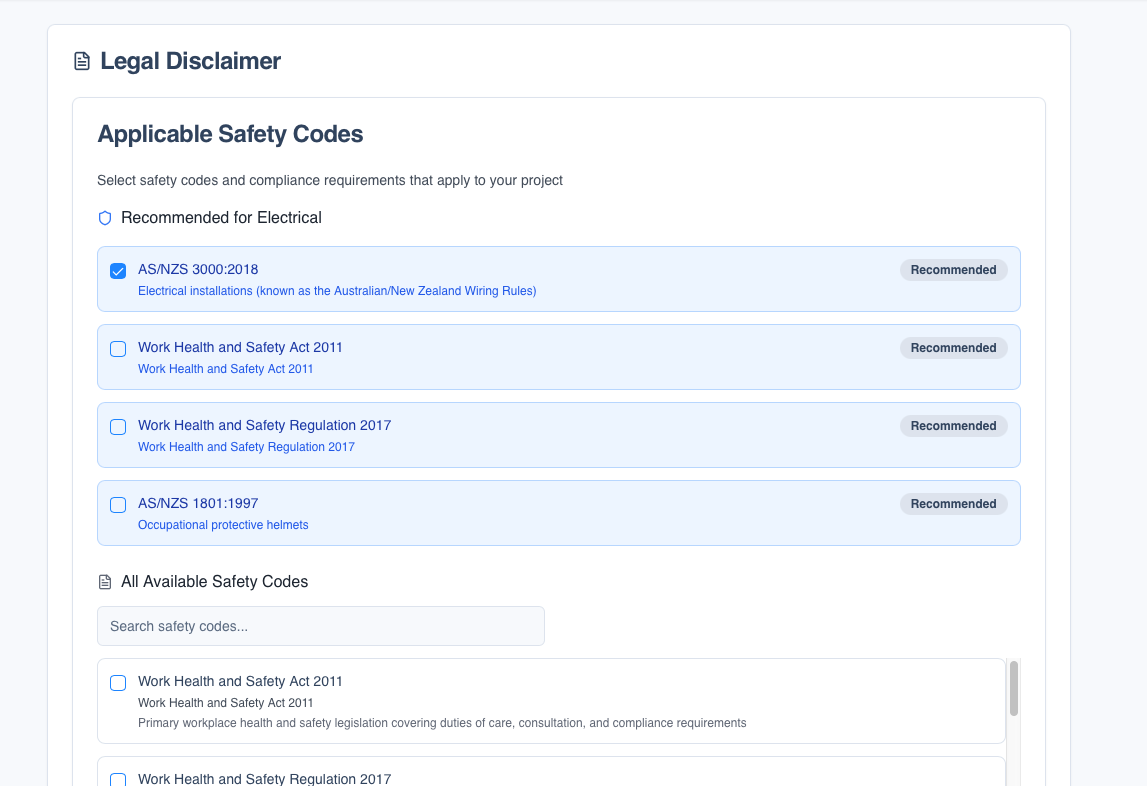 Legal Disclaimer
Applicable Safety Codes
Select safety codes and compliance requirements that apply to your project
Recommended for Electrical
AS/NZS 3000:2018
Recommended
Electrical installations (known as the Australian/New Zealand Wiring Rules)
Work Health and Safety Act 2011
Recommended
Work Health and Safety Act 2011
Work Health and Safety Regulation 2017
Recommended
Work Health and Safety Regulation 2017
AS/NZS 1801:1997
Recommended
Occupational protective helmets
All Available Safety Codes
Search safety codes...
Work Health and Safety Act 2011
Work Health and Safety Act 2011
Primary workplace health and safety legislation covering duties of care, consultation, and compliance requirements
Work Health and Safety Regulation 2017